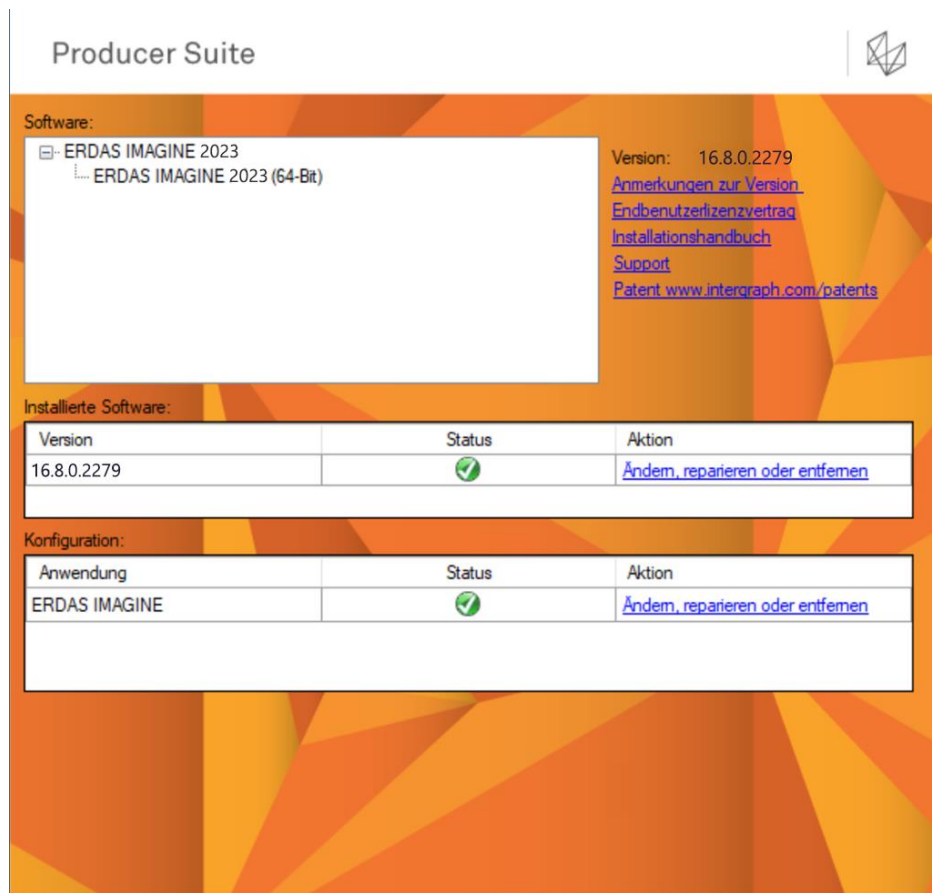 Producer Suite
Software:
ERDAS IMAGINE 2023
ERDAS IMAGINE 2023 (64-Bit)
Version: 16.8.0.2279
Anmerkungen zur Version
Endbenutzerlizenzvertrag
Installationshandbuch
Support
Patent www.intergraph.com/patents
Installierte Software:
Version Status Aktion
16.8.0.2279 Ändern, reparieren oder entfernen
Konfiguration:
Anwendung Status Aktion
ERDAS IMAGINE Ändern, reparieren oder entfernen